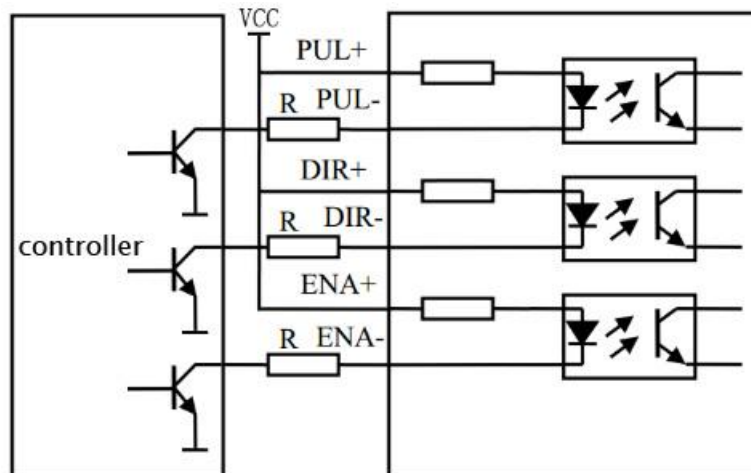 VCC
PUL+
R PUL-
DIR+
R DIR-
controller
ENA+
R ENA-